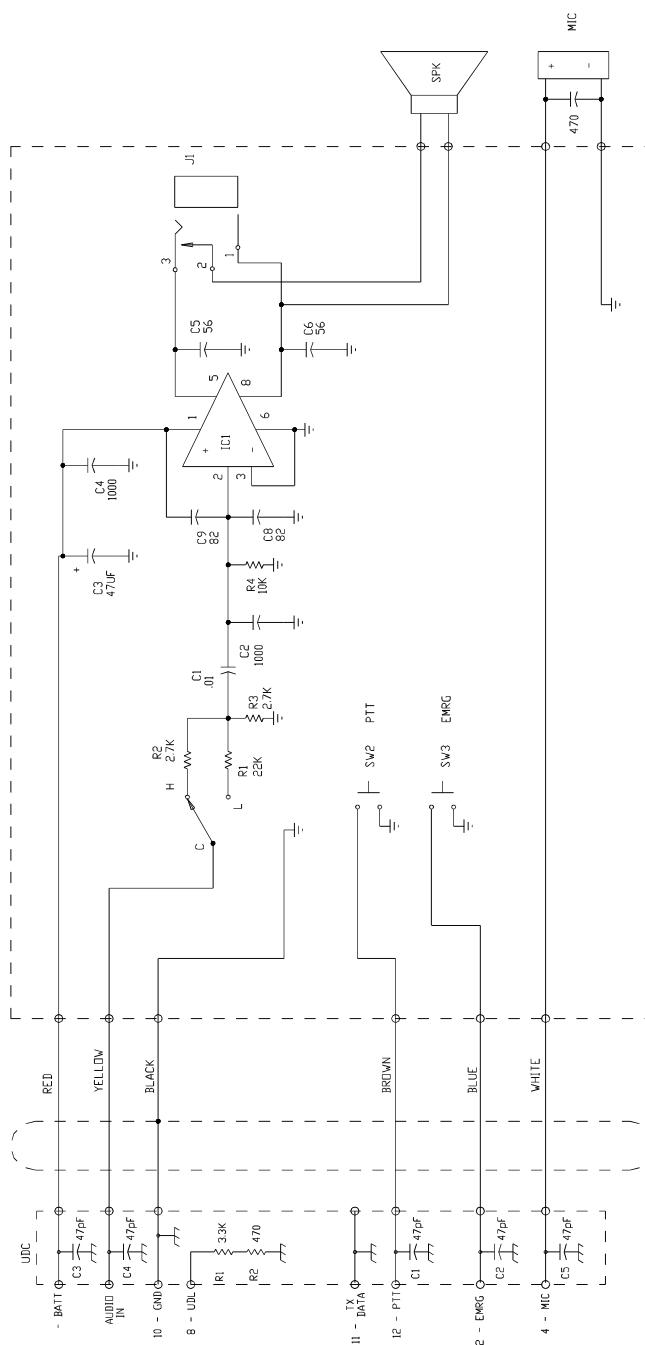 MIC
+
-
470
SPK
J1
3
2
1
C5
56
C6
56
5
8
1
6
+
-
IC1
2
3
C4
1000
+
C3
47UF
C9
82
C8
82
R4
10K
C1
.01
C2
1000
R3
2.7K
R2
2.7K
R1
22K
H
L
C
SW2 PTT
SW3 EMRG
RED
YELLOW
BLACK
BROWN
BLUE
WHITE
UDC
47pF
C3
47pF
C4
3.3K
R1
470
R2
47pF
C1
47pF
C2
47pF
C5
- BATT
AUDIO
IN
10 - GND
8 - UDL
11 - TX
DATA
12 - PTT
2 - EMRG
4 - MIC